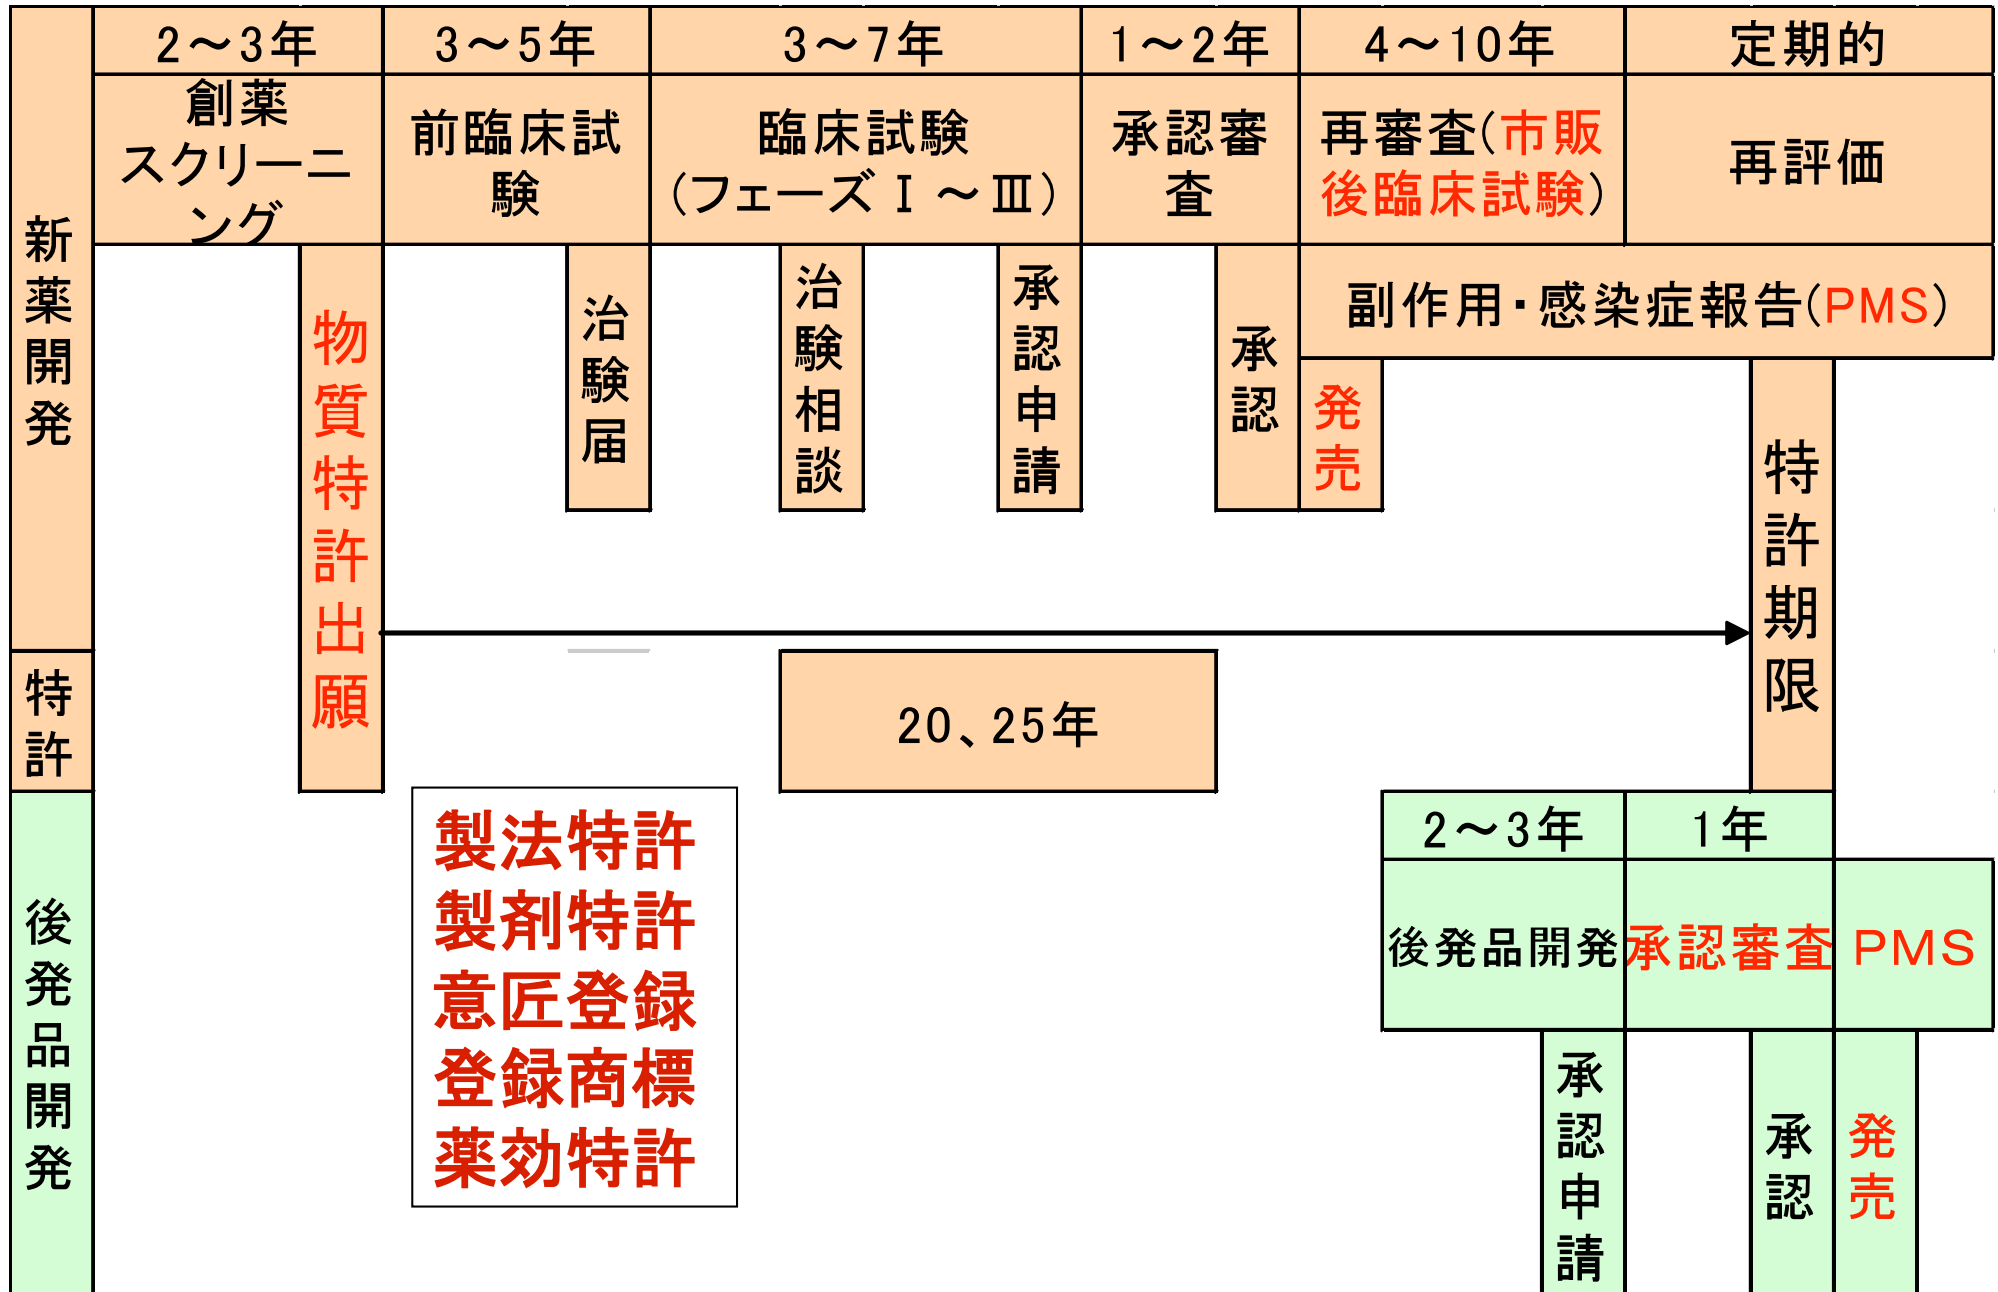 新薬開発
2～3年
3～5年
3～7年
1～2年
4～10年
定期的
創薬
スクリーニ
ング
前臨床試
験
臨床試験
(フェーズⅠ～Ⅲ)
承認審
査
再審査(市販
後臨床試験)
再評価
物質特許出願
治験届
治験相談
承認申請
承認
副作用・感染症報告(PMS)
発売
特許期限
特許
20、25年
後発品開発
製法特許
製剤特許
意匠登録
登録商標
薬効特許
2～3年
1年
後発品開発
承認審査
PMS
承認申請
承認
発売